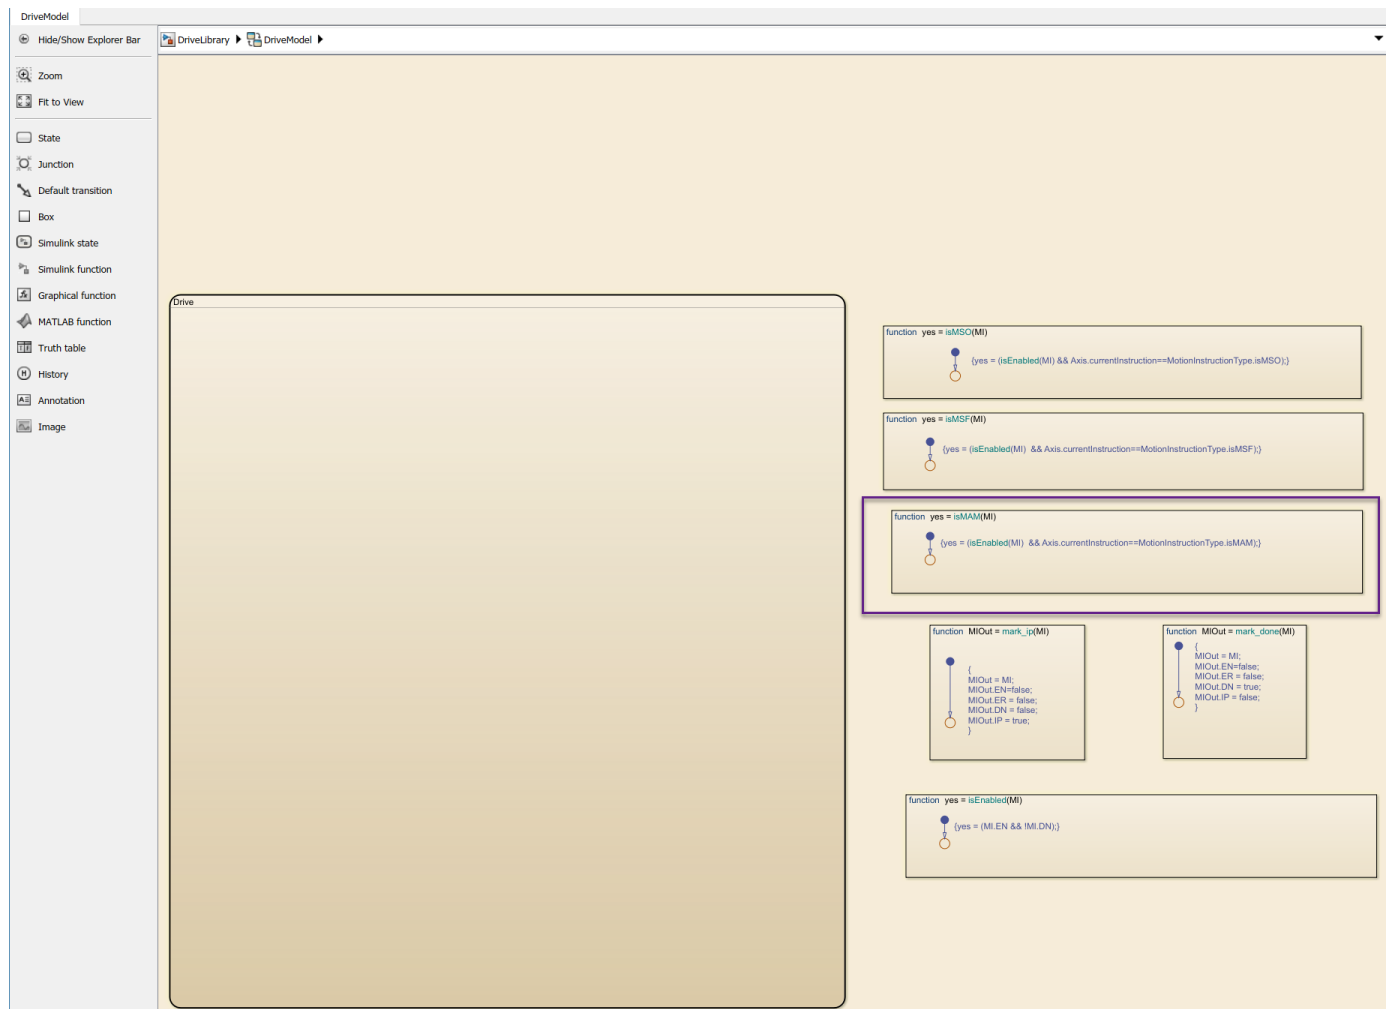 DriveModel
Hide/Show Explorer Bar
DriveLibrary DriveModel
Zoom
Fit to View
State
Junction
Default transition
Box
Simulink state
Simulink function
Graphical function
MATLAB function
Truth table
History
Annotation
Image
Drive
function yes = isMSO(MI)
{yes = (isEnabled(MI) && Axis.currentInstruction==MotionInstructionType.isMSO);}
function yes = isMSF(MI)
{yes = (isEnabled(MI) && Axis.currentInstruction==MotionInstructionType.isMSF);}
function yes = isMAM(MI)
{yes = (isEnabled(MI) && Axis.currentInstruction==MotionInstructionType.isMAM);}
function MIOut = mark_ip(MI)
{
MIOut = MI;
MIOut.EN=false;
MIOut.ER = false;
MIOut.DN = false;
MIOut.IP = true;
}
function MIOut = mark_done(MI)
{
MIOut = MI;
MIOut.EN=false;
MIOut.ER = false;
MIOut.DN = true;
MIOut.IP = false;
}
function yes = isEnabled(MI)
{yes = (MI.EN && !MI.DN);}